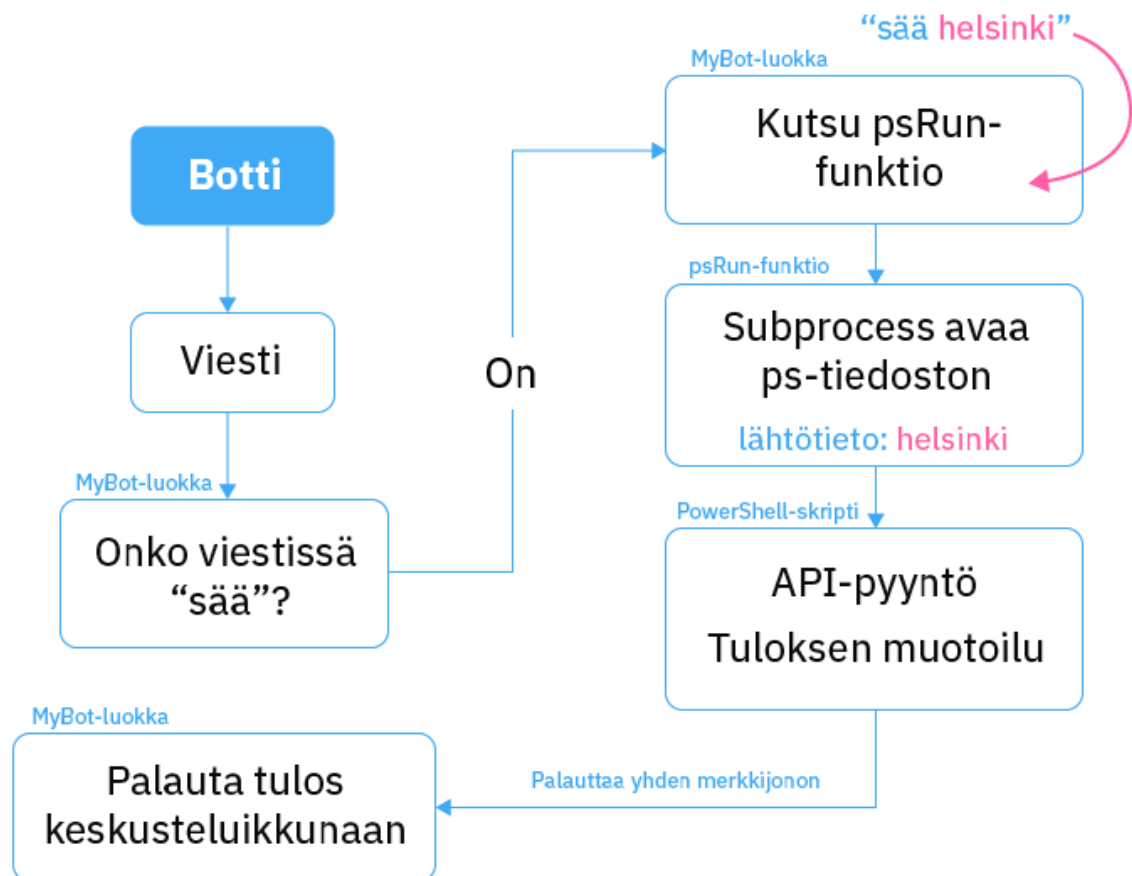 “sää helsinki”
MyBot-luokka
Kutsu psRun-
funktio
Botti
Viesti
On
psRun-funktio
Subprocess avaa
ps-tiedoston
lähtötieto: helsinki
MyBot-luokka
Onko viestissä
“sää”?
PowerShell-skripti
API-pyyntö
Tuloksen muotoilu
MyBot-luokka
Palauta tulos
keskusteluikkunaan
Palauttaa yhden merkkijonon